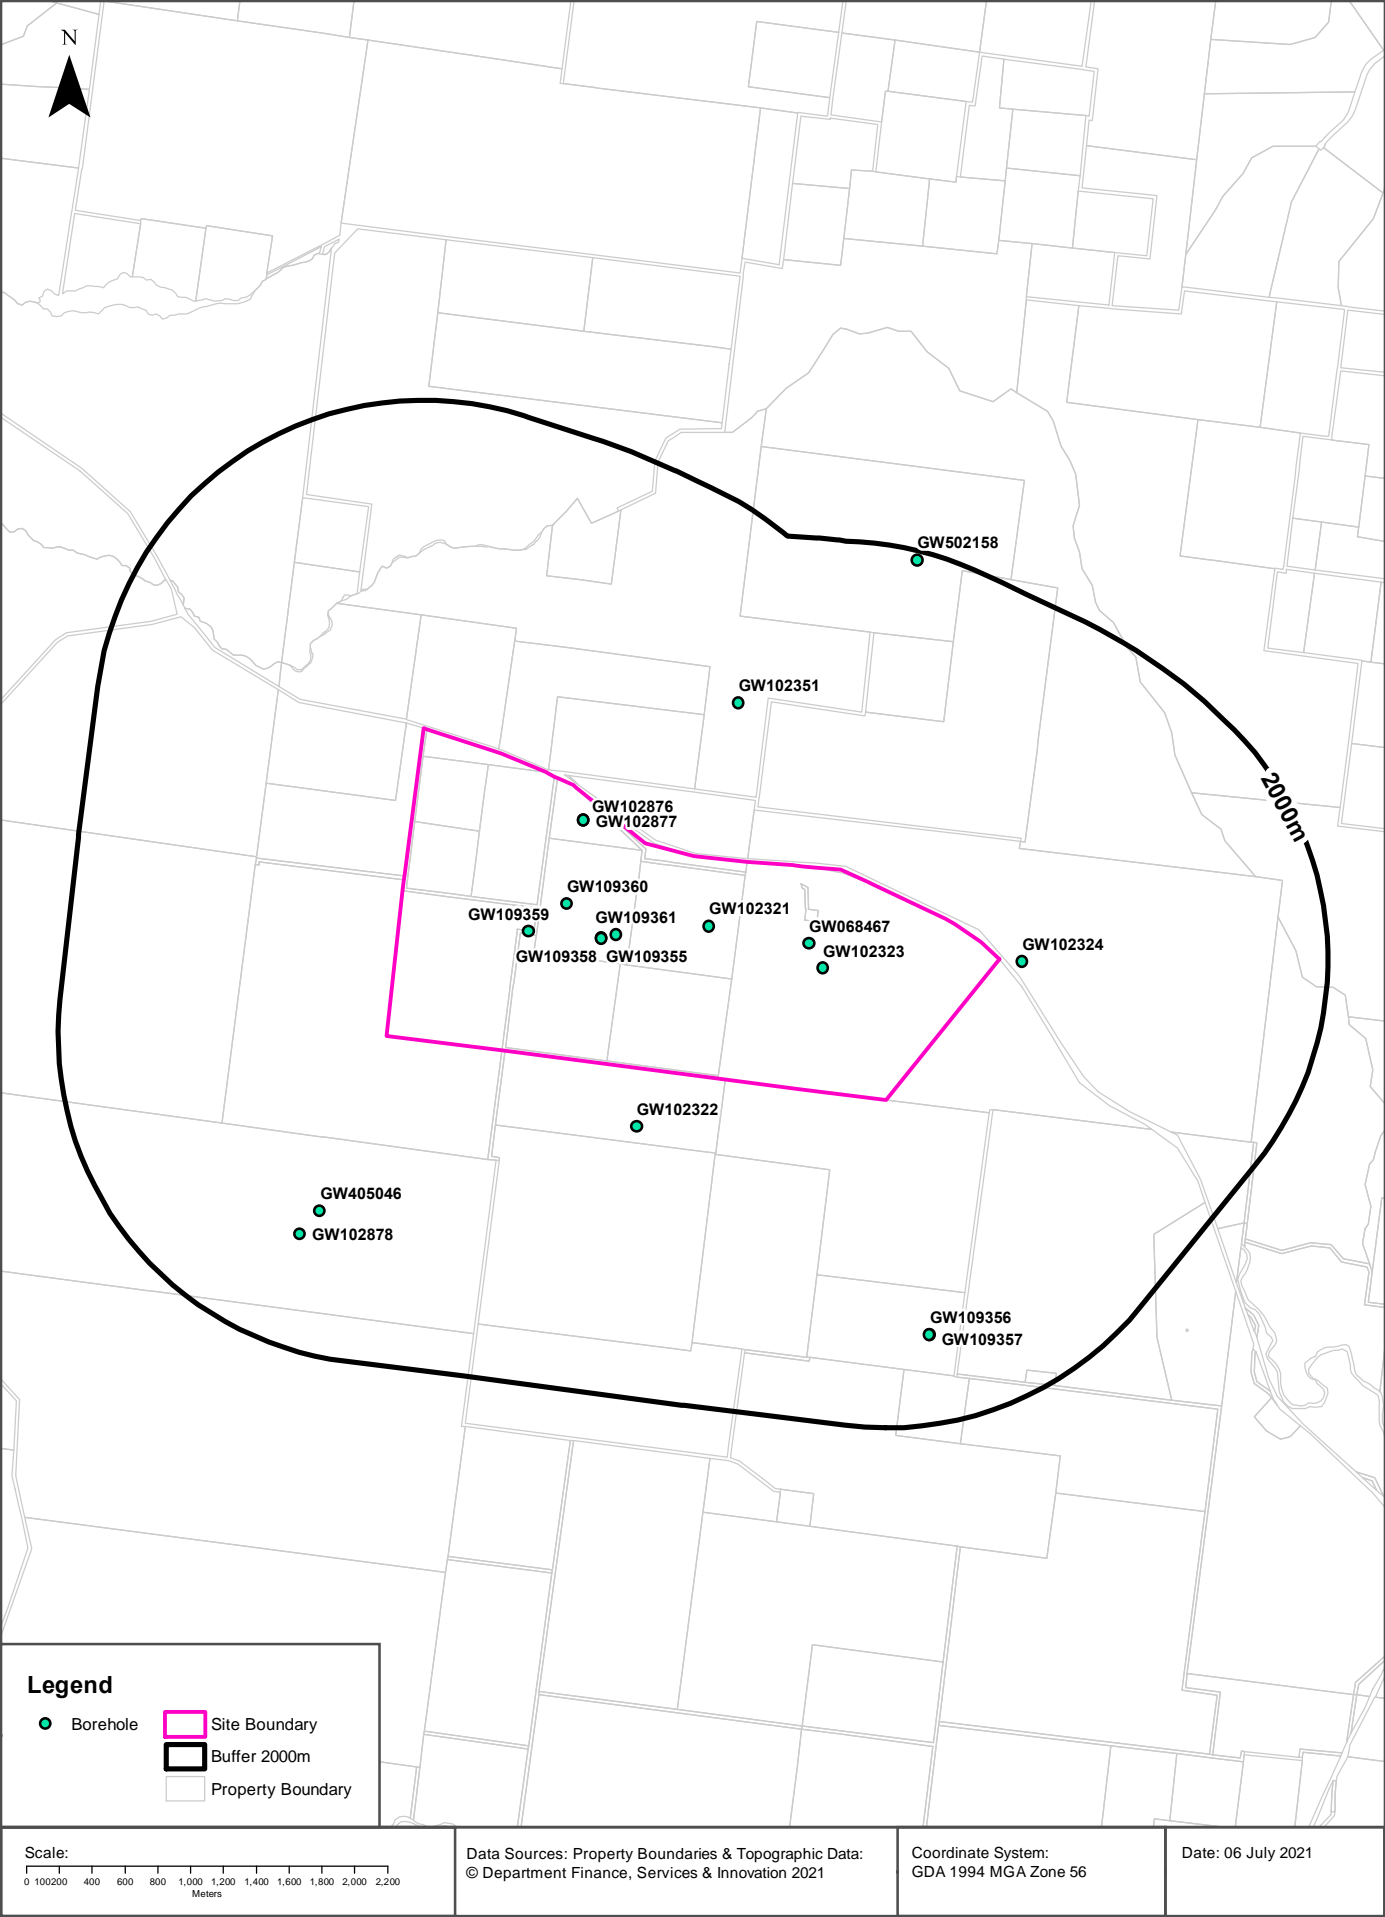 N
GW502158
GW102351
2000m
GW102876
GW102877
GW109360
GW109359
GW109361
GW102321
GW068467
GW109358
GW109355
GW102323
GW102324
GW102322
GW405046
GW102878
GW109356
GW109357
Legend
Borehole
Site Boundary
Buffer 2000m
Property Boundary
Scale:
0 100200 400 600 800 1,000 1,200 1,400 1,600 1,800 2,000 2,200
Meters
Data Sources: Property Boundaries & Topographic Data:
© Department Finance, Services & Innovation 2021
Coordinate System:
GDA 1994 MGA Zone 56
Date: 06 July 2021